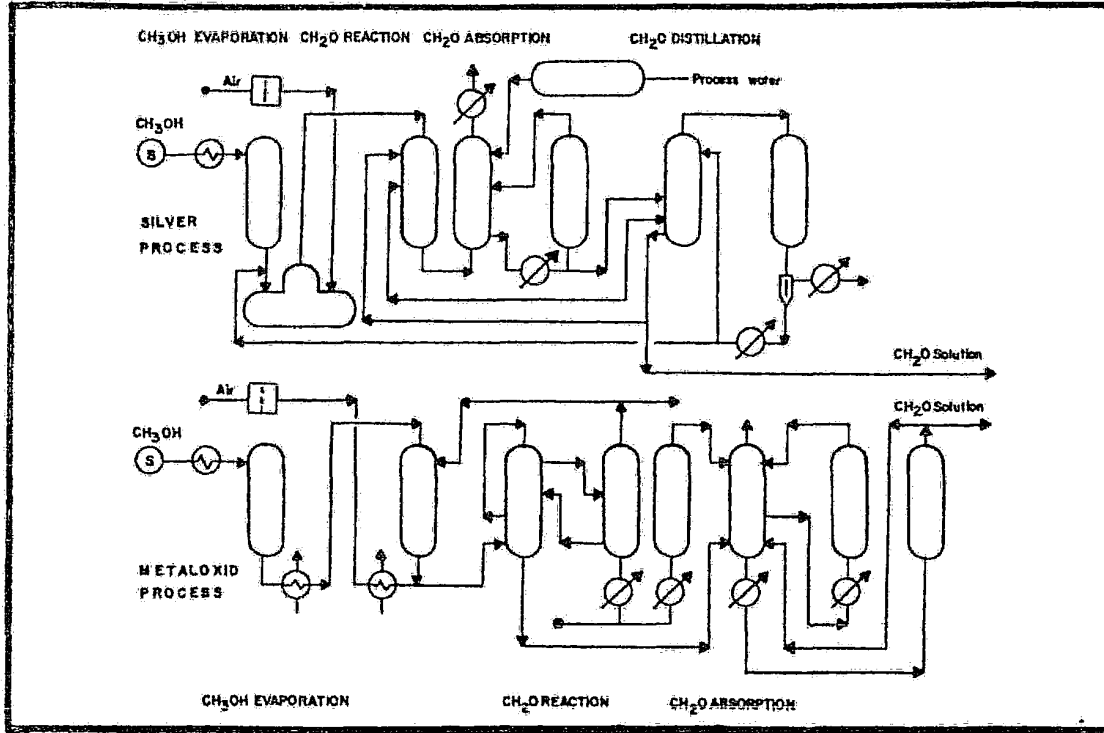 CH₃OH EVAPORATION CH₂O REACTION CH₂O ABSORPTION CH₂O DISTILLATION
Air
Process water
CH₃OH
S
SILVER
PROCESS
CH₂O Solution
Air
CH₂O Solution
CH₃OH
S
METALOXID
PROCESS
CH₃OH EVAPORATION CH₂O REACTION CH₂O ABSORPTION